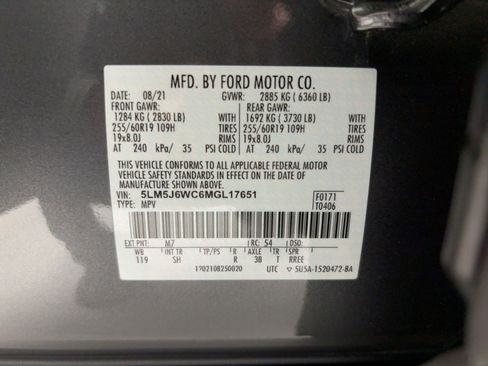 MFD. BY FORD MOTOR CO.
DATE: 08/21 GVWR: 2885 KG ( 6360 LB)
FRONT GAWR: REAR GAWR:
1284 KG ( 2830 LB) WITH 1692 KG ( 3730 LB) WITH
255/60R19 109H TIRES 255/60R19 109H TIRES
19x8.0J RIMS 19x8.0J RIMS
AT 240 kPa/ 35 PSI COLD AT 240 kPa/ 35 PSI COLD
THIS VEHICLE CONFORMS TO ALL APPLICABLE FEDERAL MOTOR
VEHICLE SAFETY STANDARDS IN EFFECT ON THE DATE OF
MANUFACTURE SHOWN ABOVE.
VIN: 5LM5J6WC6MGL17651 F0171
TYPE: MPV T0406
EXT PNT: M7 RC: 54 DSO:
WB INT TR TP/PS R AXLE TR SPR
119 SH R 3B T RREE
1702108250020 UTC ▽ 5U5A-1520472-BA